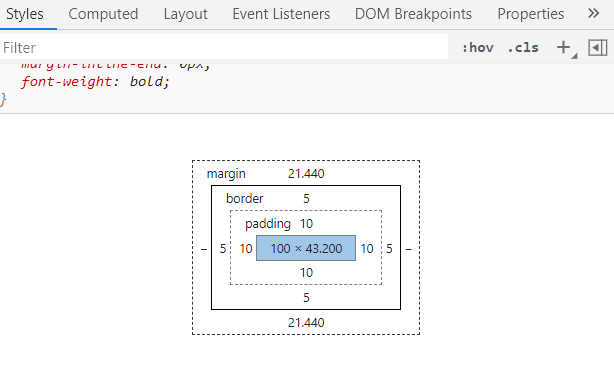 Styles Computed Layout Event Listeners DOM Breakpoints Properties »
Filter :hov .cls +
margin-inline-end: 0px;
font-weight: bold;
}
margin 21.440
border 5
padding 10
– 5 10 100 × 43.200 10 5 –
10
5
21.440